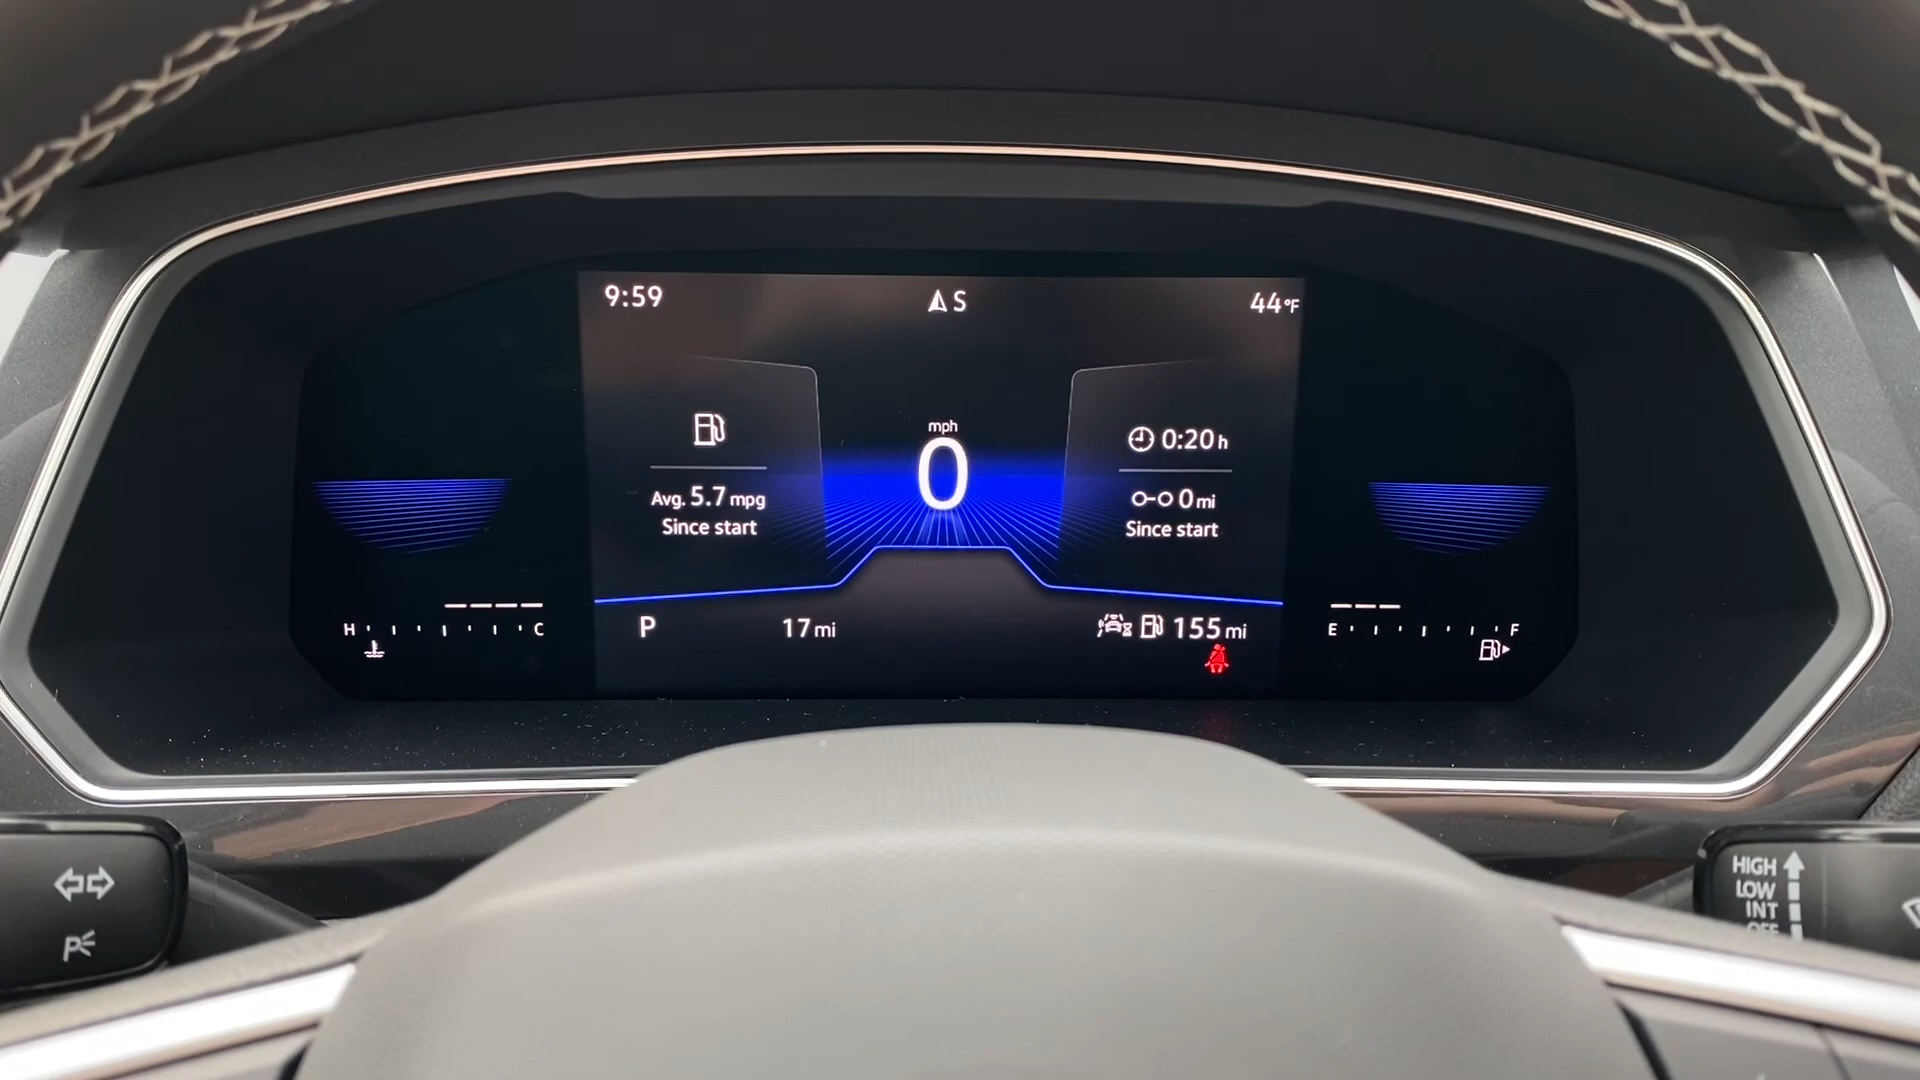 9:59
S
44°F
mph
0
0:20 h
Avg. 5.7 mpg
0 mi
Since start
Since start
H
C
P
17 mi
155 mi
E
F
HIGH
LOW
INT
OFF
P